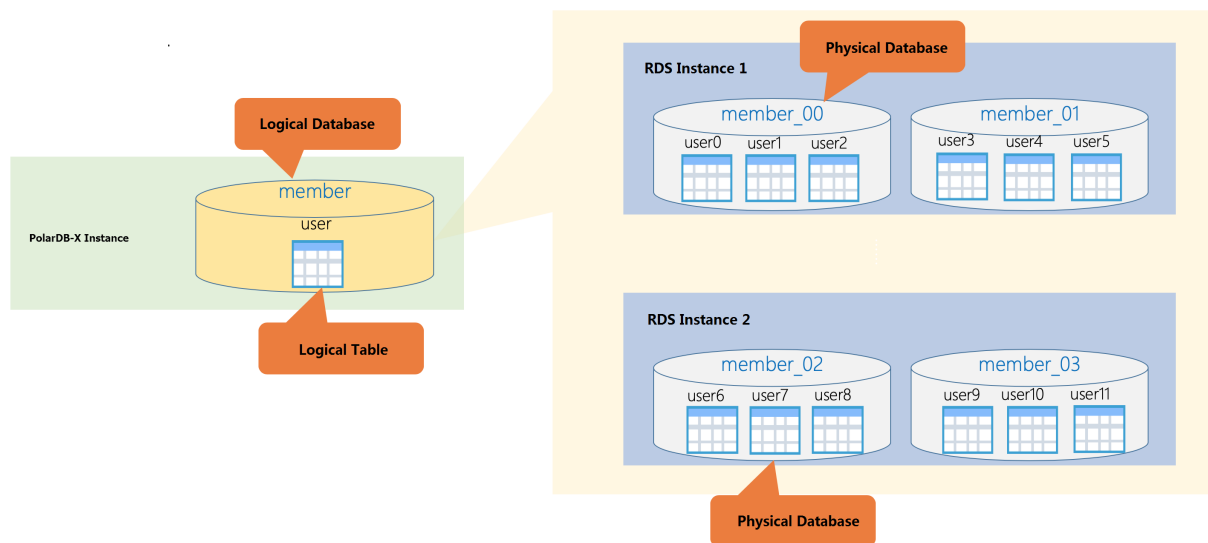 Physical Database
RDS Instance 1
member_00
member_01
user0 user1 user2
user3 user4 user5
Logical Database
member
user
PolarDB-X Instance
Logical Table
RDS Instance 2
member_02
member_03
user6 user7 user8
user9 user10 user11
Physical Database